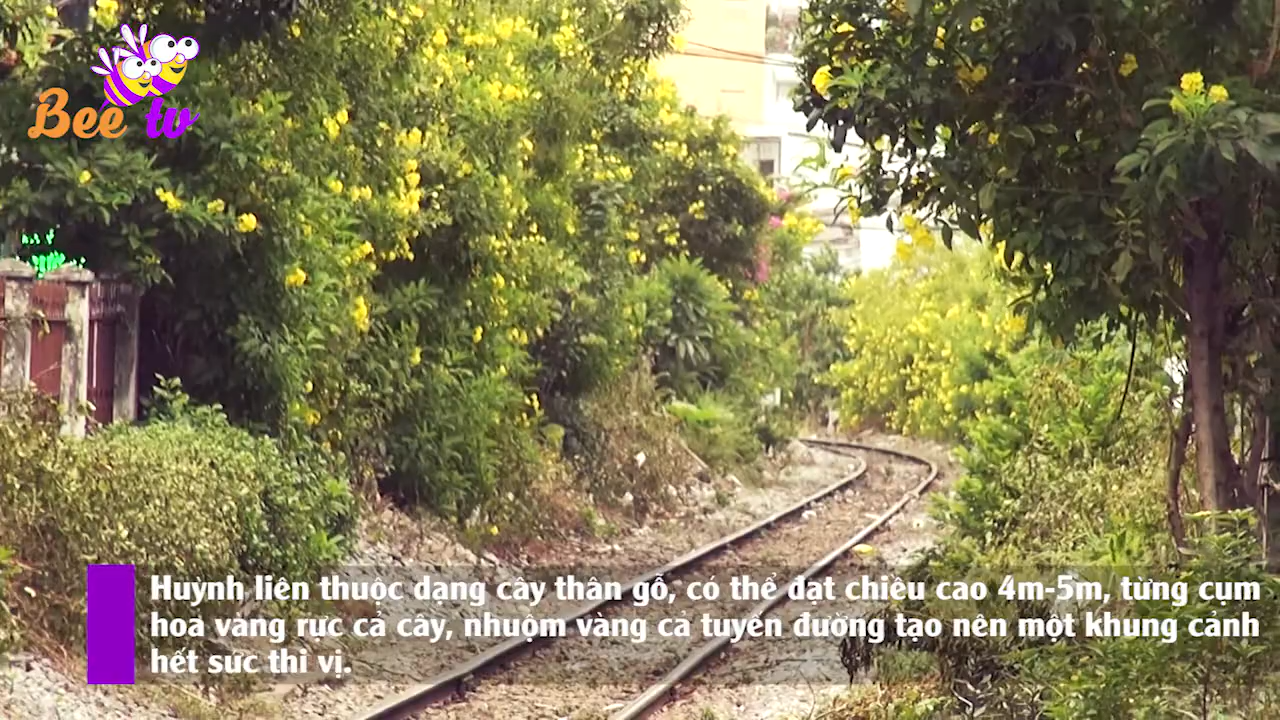 Bee tv
Huỳnh liên thuộc dạng cây thân gỗ, có thể đạt chiều cao 4m-5m, từng cụm
hoa vàng rực cả cây, nhuộm vàng cả tuyến đường tạo nên một khung cảnh
hết sức thi vị.